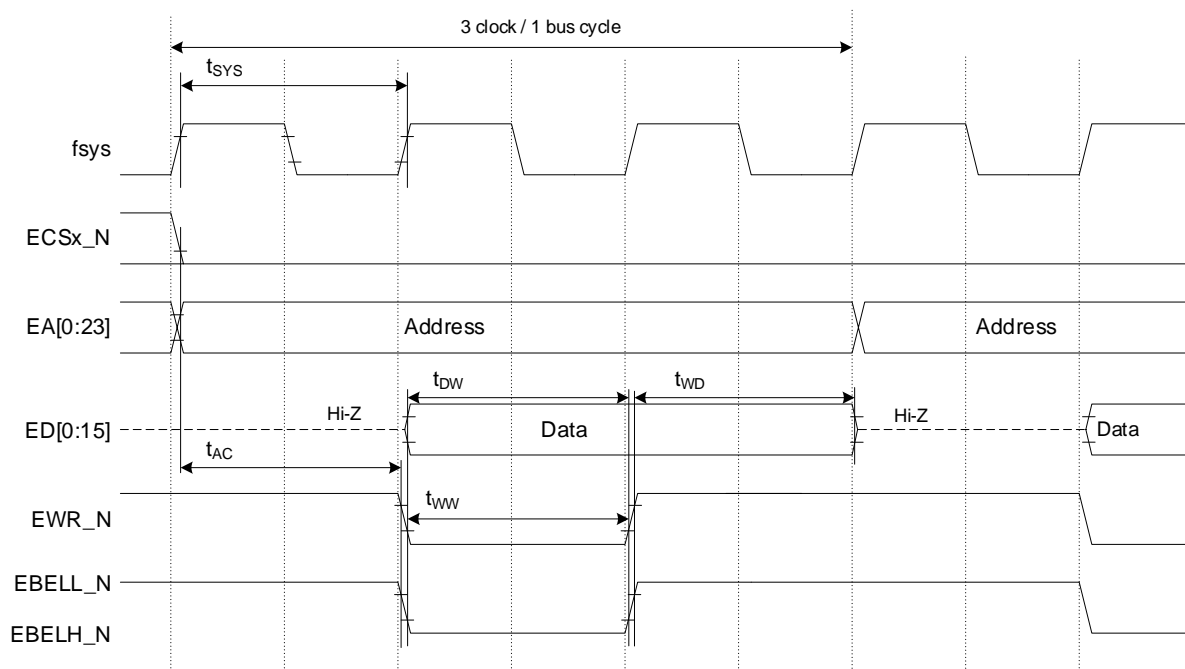 3 clock / 1 bus cycle
tSYS
fsys
ECSx_N
EA[0:23]
Address
Address
tDW
tWD
ED[0:15]
Hi-Z
Data
Hi-Z
Data
tAC
EWR_N
tWW
EBELL_N
EBELH_N